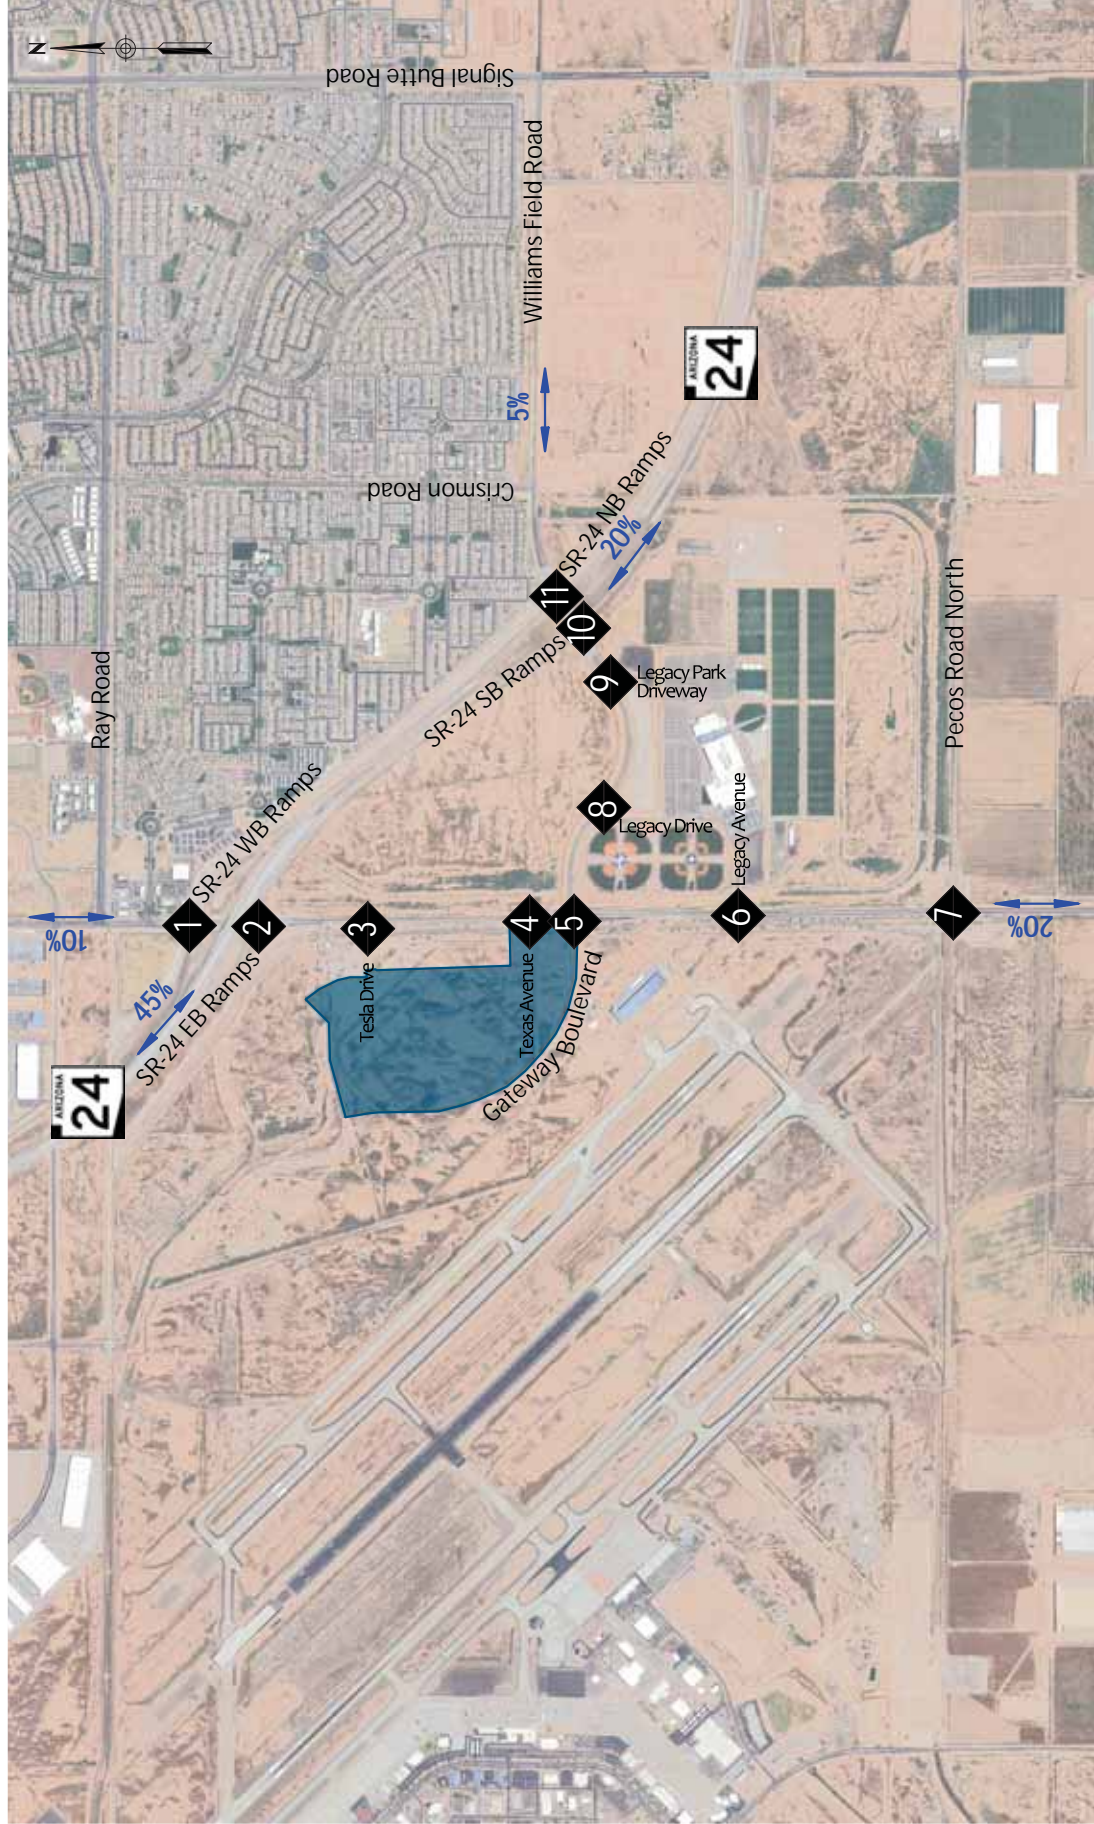 N
Signal Butte Road
Williams Field Road
ARIZONA
24
5%
Crismon Road
SR-24 NB Ramps
20%
11
10
SR-24 SB Ramps
9
Legacy Park
Driveway
Pecos Road North
Ray Road
SR-24 WB Ramps
8
Legacy Drive
Legacy Avenue
10%
1
2
3
4
5
6
7
20%
45%
SR-24 EB Ramps
Tesla Drive
Texas Avenue
Gateway Boulevard
ARIZONA
24